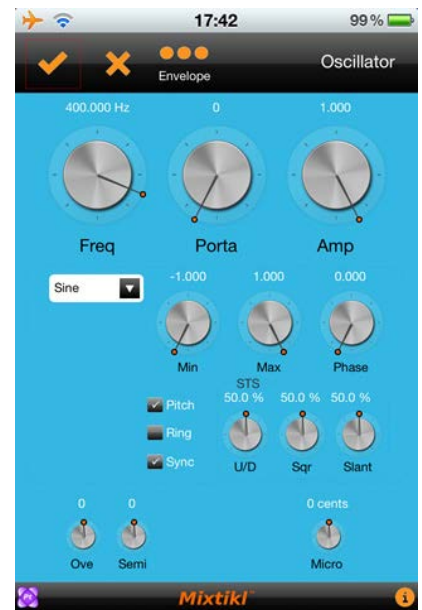 17:42
99 %
Envelope
Oscillator
400.000 Hz
0
1.000
Freq
Porta
Amp
Sine
-1.000
1.000
0.000
Min
Max
Phase
STS
Pitch
50.0 %
50.0 %
50.0 %
Ring
Sync
U/D
Sqr
Slant
0
0
0 cents
Ove
Semi
Micro
Mixtikl